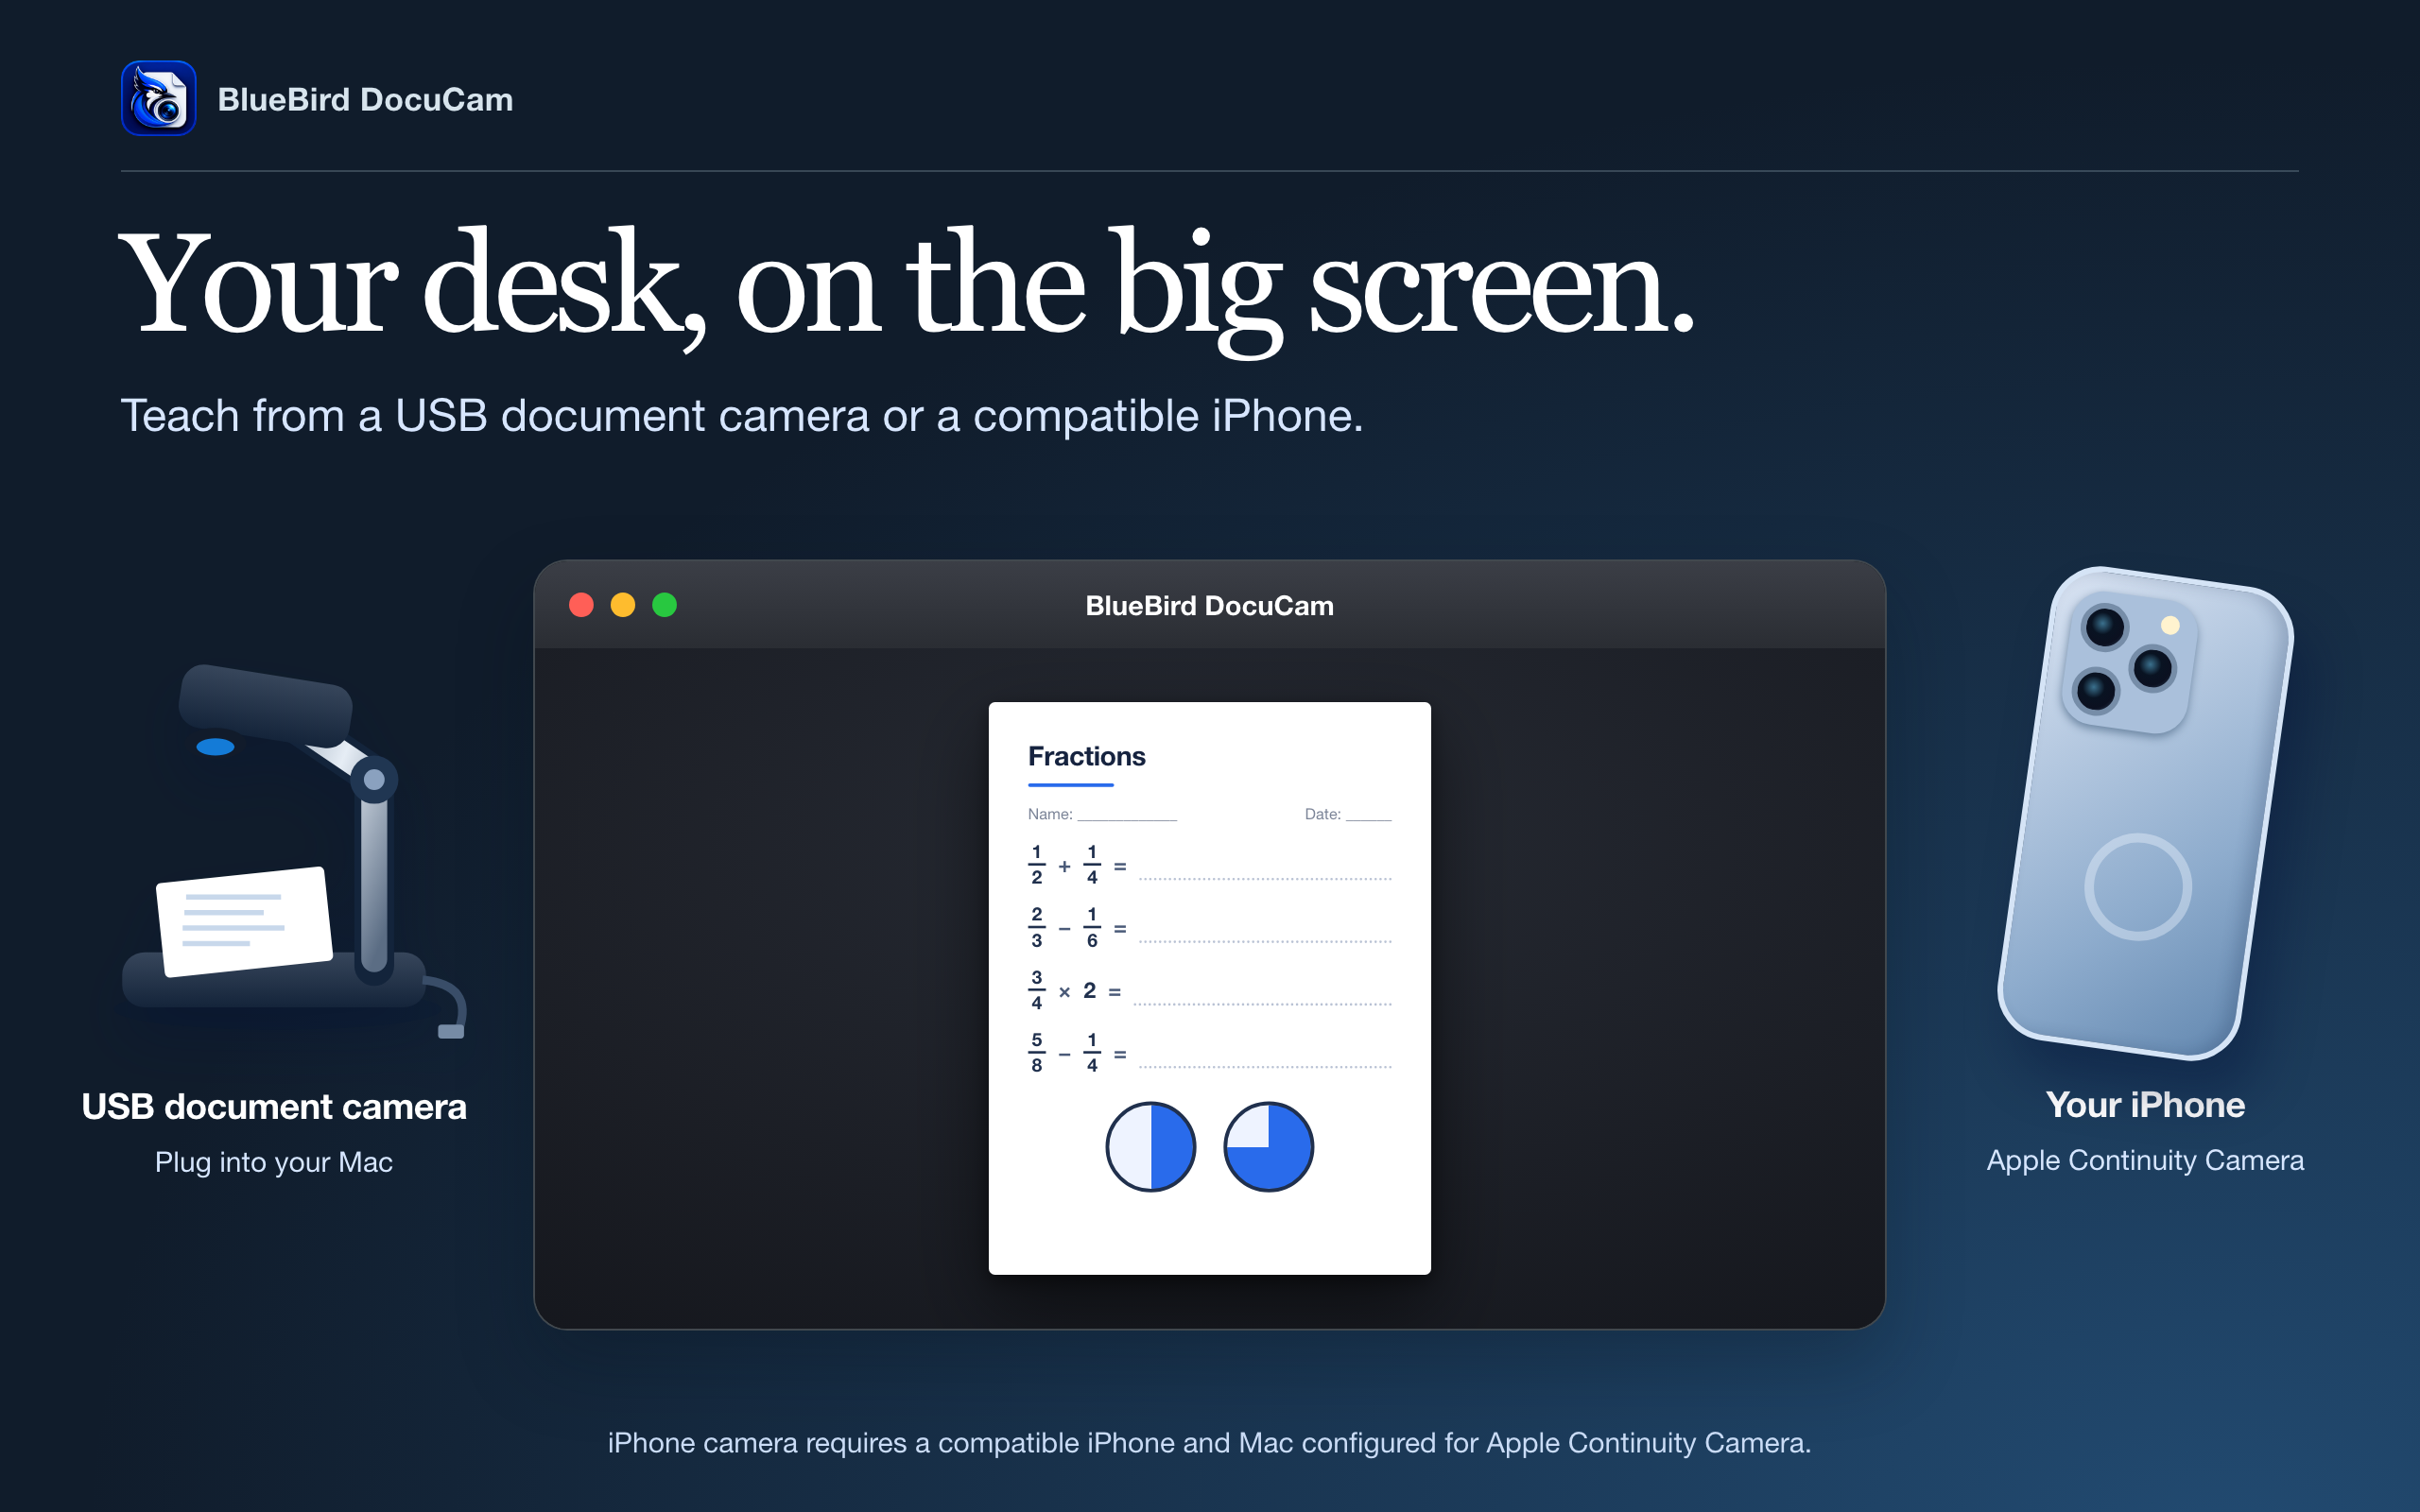 BlueBird DocuCam
Your desk, on the big screen.
Teach from a USB document camera or a compatible iPhone.
BlueBird DocuCam
Fractions
Name: ____________ Date: ______
1/2 + 1/4 =
2/3 − 1/6 =
3/4 × 2 =
5/8 − 1/4 =
USB document camera
Plug into your Mac
Your iPhone
Apple Continuity Camera
iPhone camera requires a compatible iPhone and Mac configured for Apple Continuity Camera.